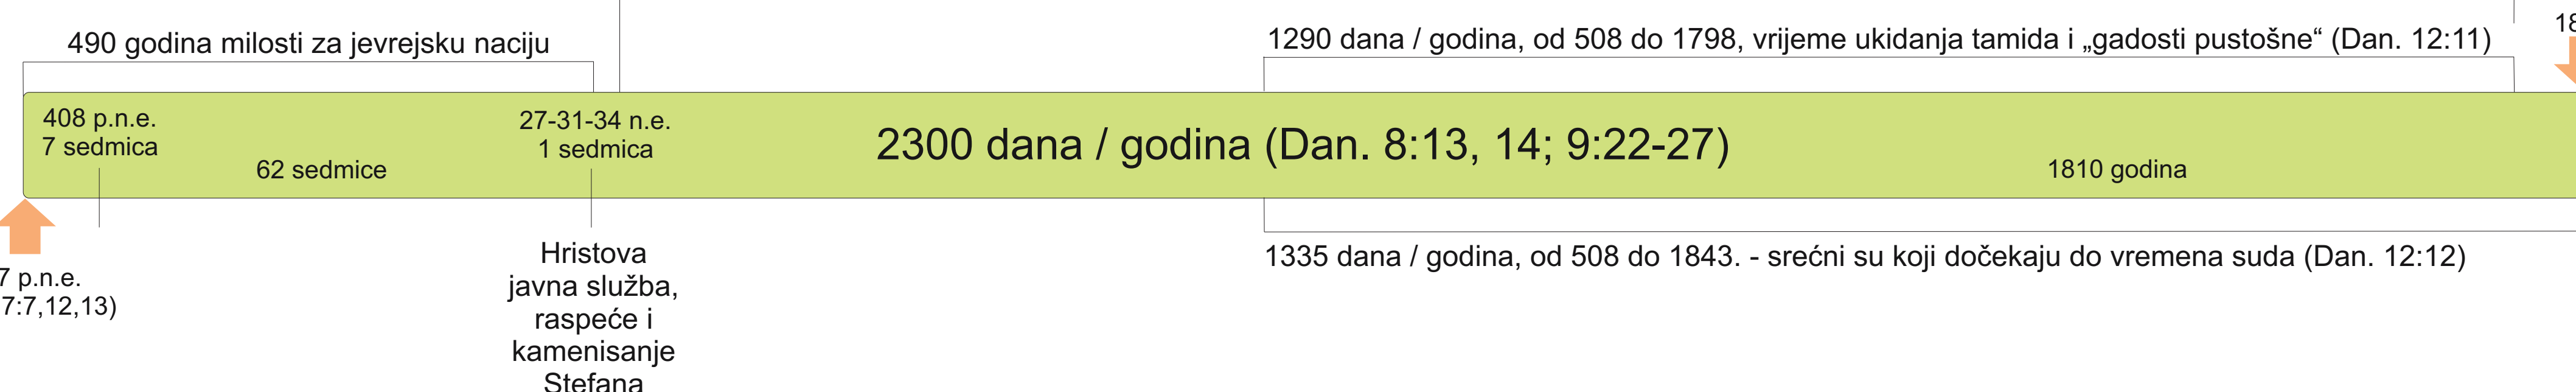 490 godina milosti za jevrejsku naciju
1290 dana / godina, od 508 do 1798, vrijeme ukidanja tamida i „gadosti pustošne“ (Dan. 12:11)
18
408 p.n.e.
7 sedmica
62 sedmice
27-31-34 n.e.
1 sedmica
2300 dana / godina (Dan. 8:13, 14; 9:22-27)
1810 godina
7 p.n.e.
7:7,12,13)
Hristova
javna služba,
raspeće i
kamenisanje
Stefana
1335 dana / godina, od 508 do 1843. - srećni su koji dočekaju do vremena suda (Dan. 12:12)